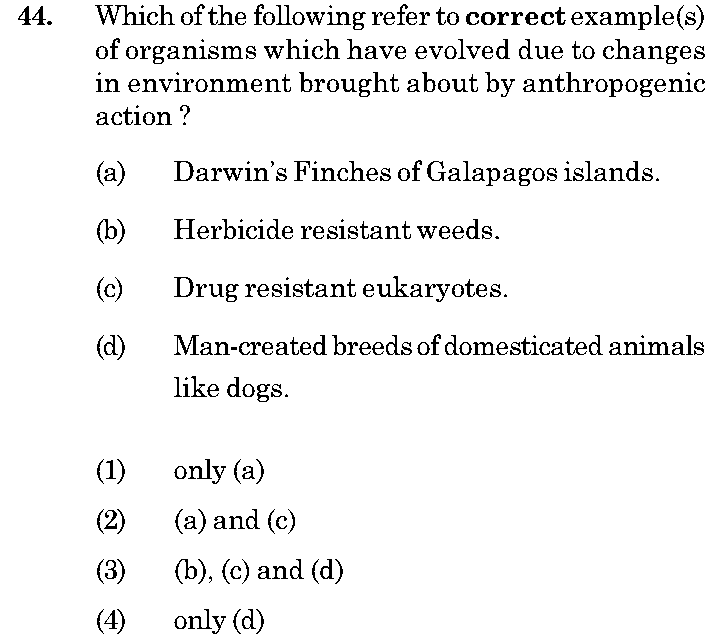 44. Which of the following refer to correct example(s)
of organisms which have evolved due to changes
in environment brought about by anthropogenic
action ?
(a) Darwin's Finches of Galapagos islands.
(b) Herbicide resistant weeds.
(c) Drug resistant eukaryotes.
(d) Man-created breeds of domesticated animals
like dogs.
(1) only (a)
(2) (a) and (c)
(3) (b), (c) and (d)
(4) only (d)